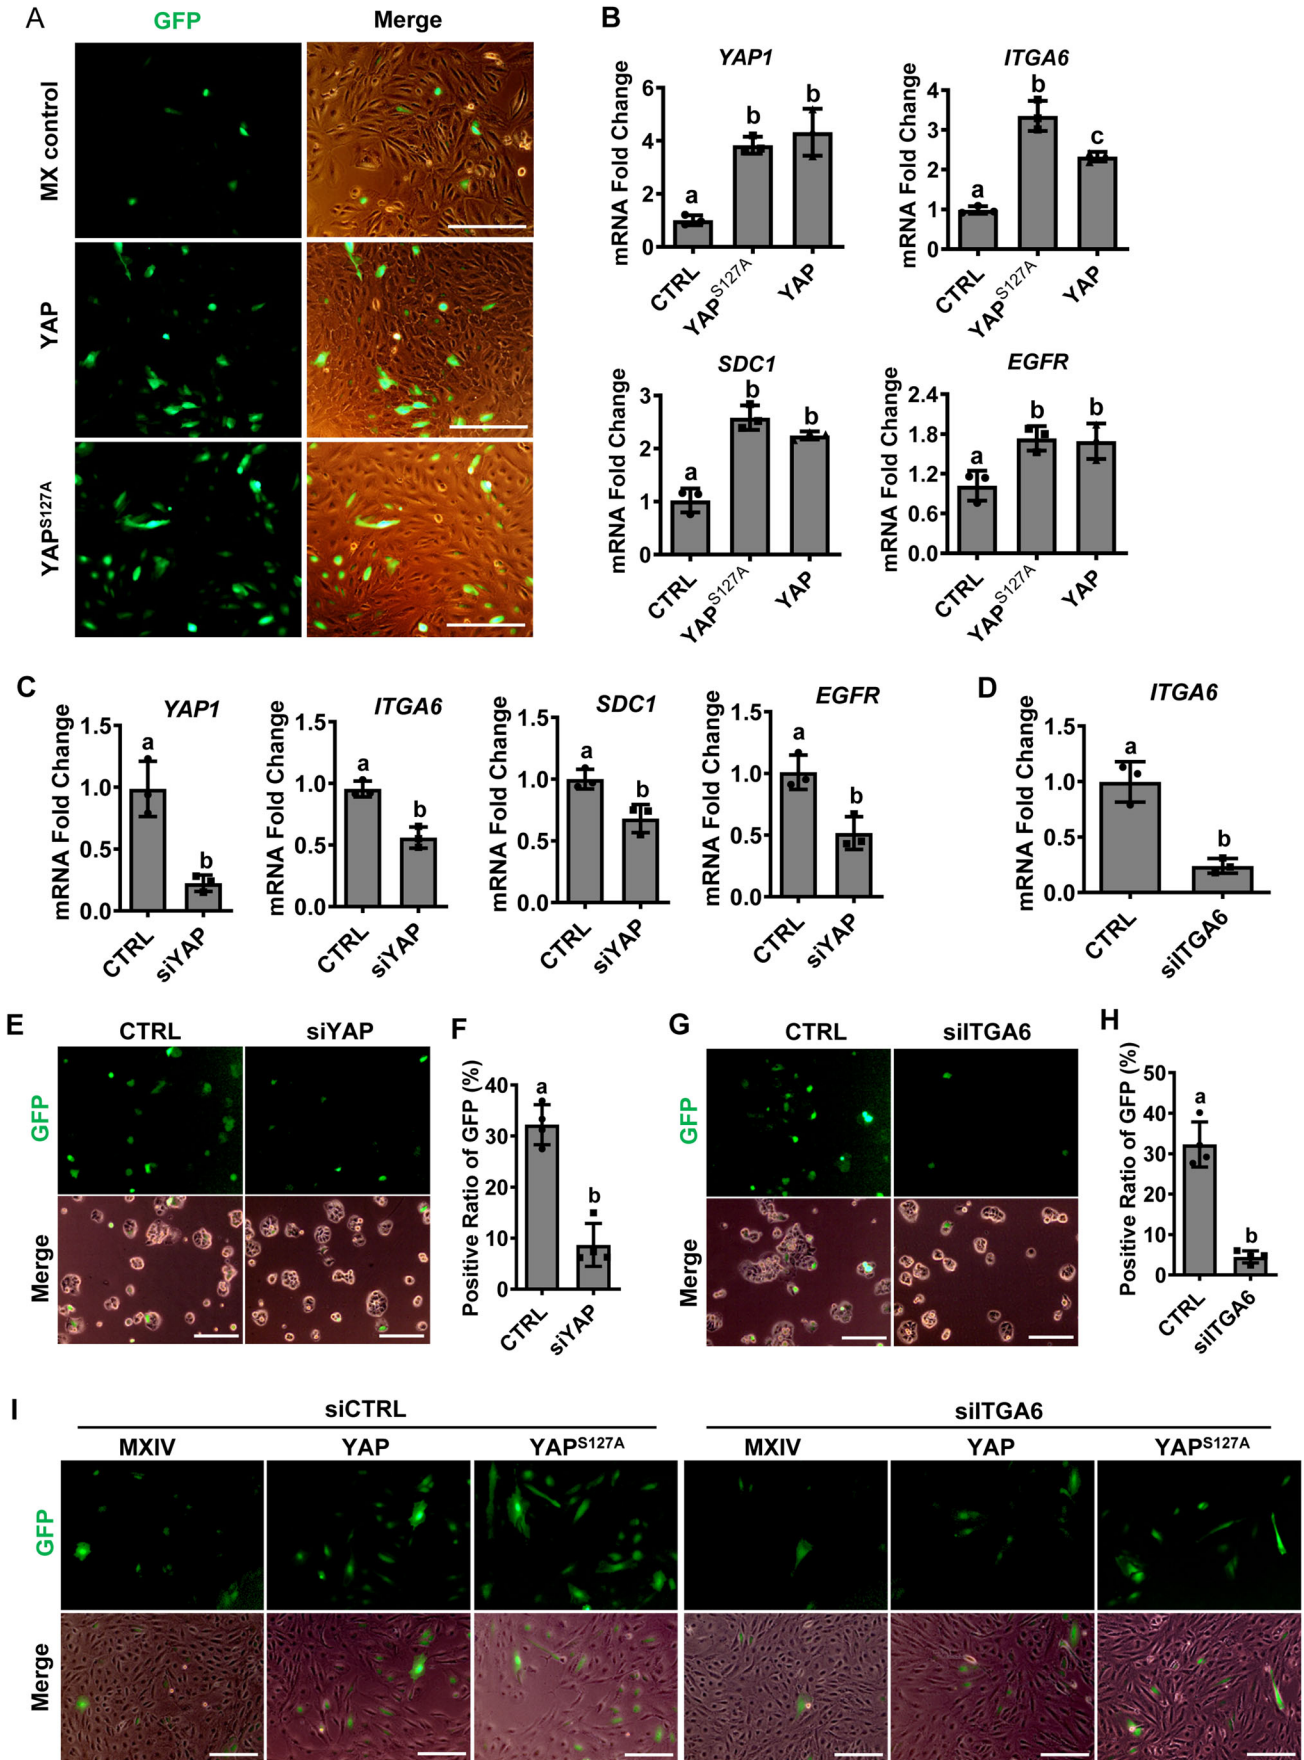 A
GFP
Merge
MX control
YAP
YAPS127A
B
YAP1
mRNA Fold Change
6
4
2
0
a
b
b
CTRL
YAPS127A
YAP
ITGA6
mRNA Fold Change
4
3
2
1
0
a
b
c
CTRL
YAPS127A
YAP
SDC1
mRNA Fold Change
3
2
1
0
a
b
b
CTRL
YAPS127A
YAP
EGFR
mRNA Fold Change
2.4
1.8
1.2
0.6
0.0
a
b
b
CTRL
YAPS127A
YAP
C
YAP1
mRNA Fold Change
1.5
1.0
0.5
0.0
a
b
CTRL
siYAP
ITGA6
mRNA Fold Change
1.5
1.0
0.5
0.0
a
b
CTRL
siYAP
SDC1
mRNA Fold Change
1.5
1.0
0.5
0.0
a
b
CTRL
siYAP
EGFR
mRNA Fold Change
1.5
1.0
0.5
0.0
a
b
CTRL
siYAP
D
ITGA6
mRNA Fold Change
1.5
1.0
0.5
0.0
a
b
CTRL
siITGA6
E
CTRL
siYAP
GFP
Merge
F
Positive Ratio of GFP (%)
40
30
20
10
0
a
b
CTRL
siYAP
G
CTRL
siITGA6
GFP
Merge
H
Positive Ratio of GFP (%)
50
40
30
20
10
0
a
b
CTRL
siITGA6
I
siCTRL
siITGA6
MXIV
YAP
YAPS127A
MXIV
YAP
YAPS127A
GFP
Merge